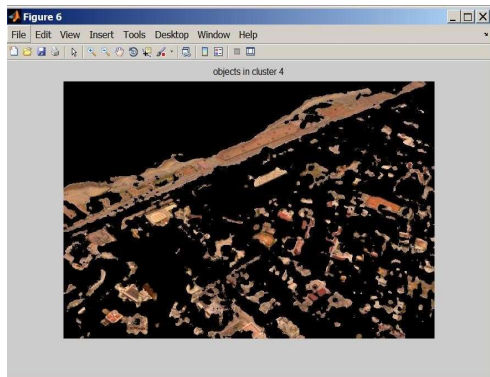 Figure 6
File Edit View Insert Tools Desktop Window Help
objects in cluster 4